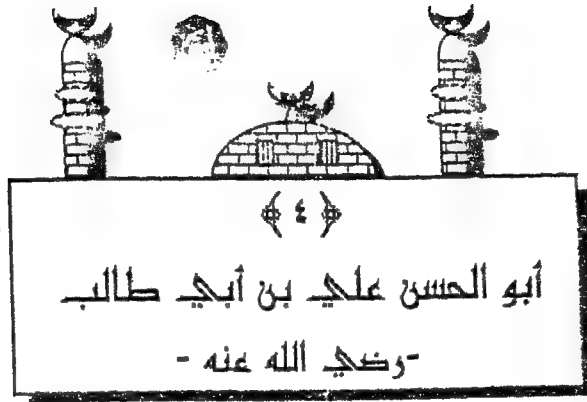 ﴿ ٤ ﴾
أبو الحسن علي بن أبي طالب
-رضي الله عنه -